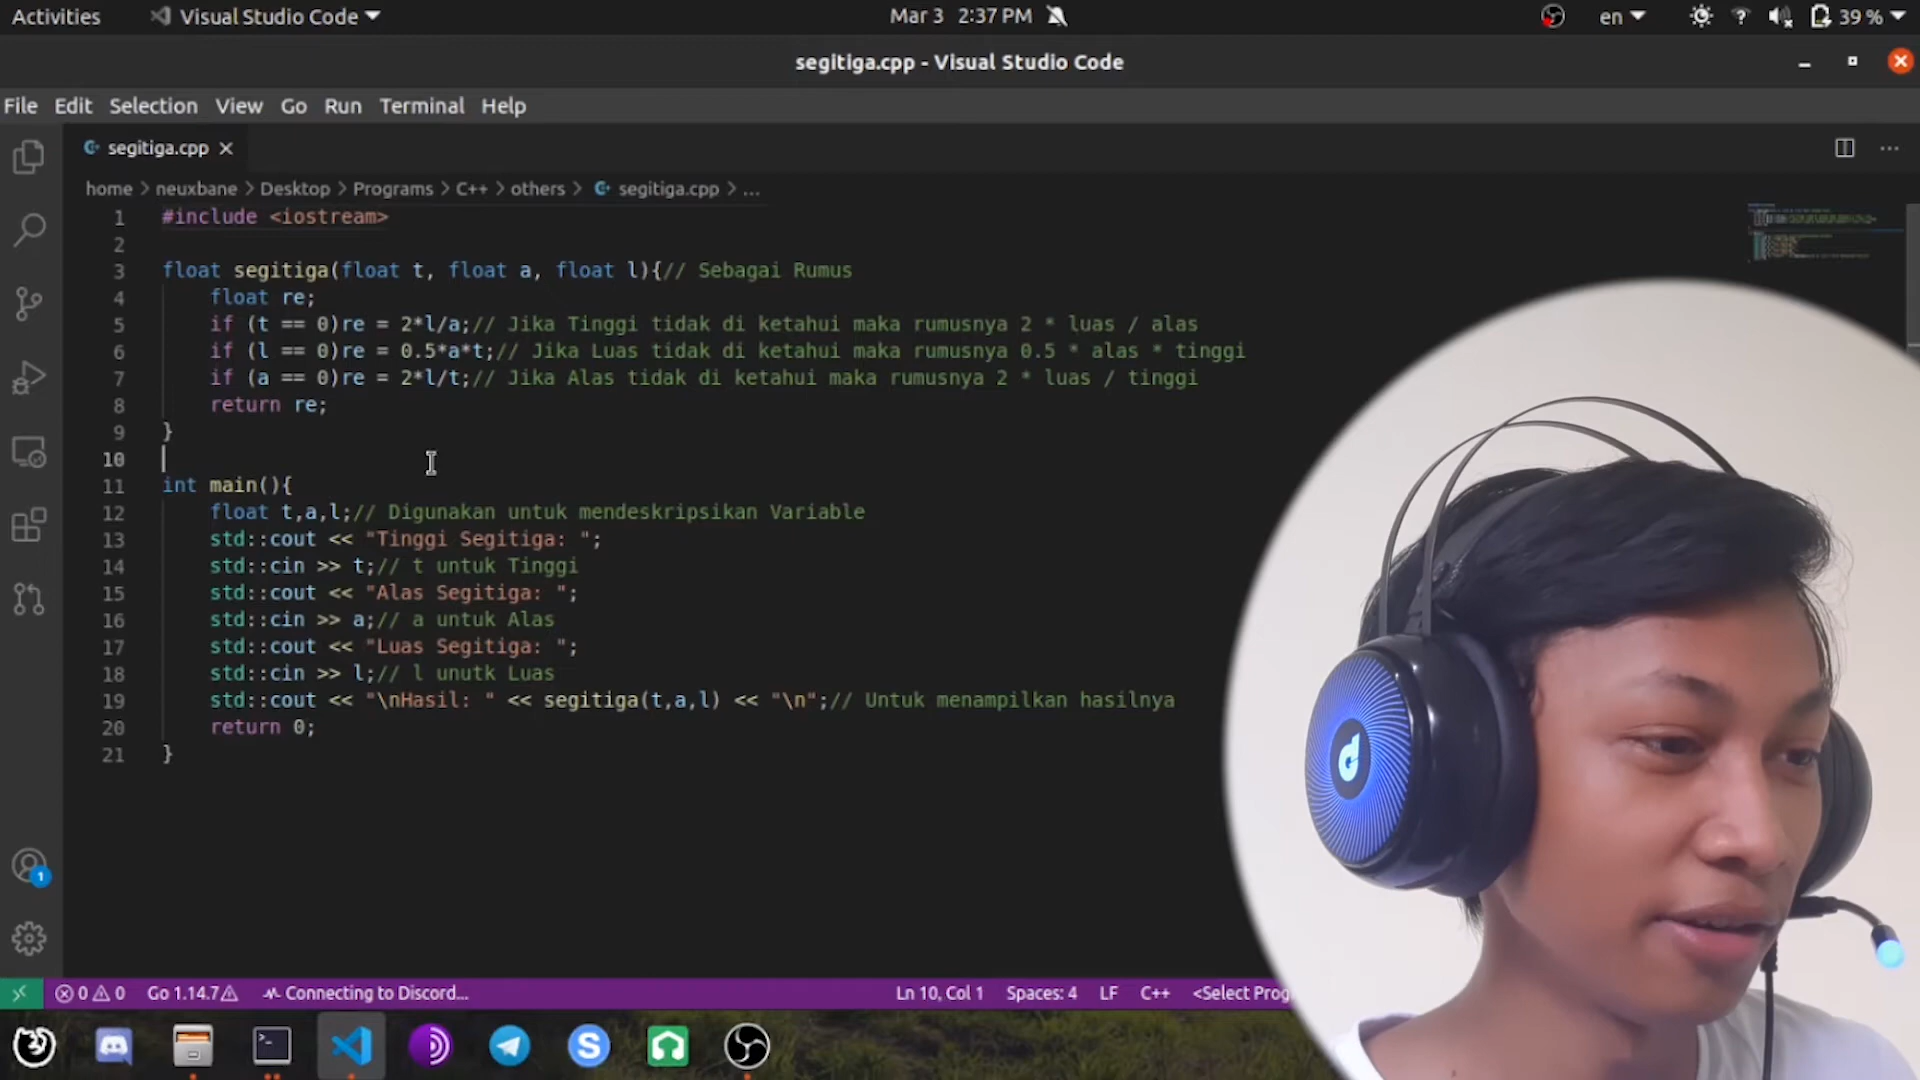 Activities Visual Studio Code Mar 3 2:37 PM en 39 %
segitiga.cpp - Visual Studio Code
File Edit Selection View Go Run Terminal Help
segitiga.cpp
home > neuxbane > Desktop > Programs > C++ > others > segitiga.cpp > ...
1 #include <iostream>
2
3 float segitiga(float t, float a, float l){// Sebagai Rumus
4 float re;
5 if (t == 0)re = 2*l/a;// Jika Tinggi tidak di ketahui maka rumusnya 2 * luas / alas
6 if (l == 0)re = 0.5*a*t;// Jika Luas tidak di ketahui maka rumusnya 0.5 * alas * tinggi
7 if (a == 0)re = 2*l/t;// Jika Alas tidak di ketahui maka rumusnya 2 * luas / tinggi
8 return re;
9 }
10
11 int main(){
12 float t,a,l;// Digunakan untuk mendeskripsikan Variable
13 std::cout << "Tinggi Segitiga: ";
14 std::cin >> t;// t untuk Tinggi
15 std::cout << "Alas Segitiga: ";
16 std::cin >> a;// a untuk Alas
17 std::cout << "Luas Segitiga: ";
18 std::cin >> l;// l unutk Luas
19 std::cout << "\nHasil: " << segitiga(t,a,l) << "\n";// Untuk menampilkan hasilnya
20 return 0;
21 }
1
0 0 Go 1.14.7 Connecting to Discord... Ln 10, Col 1 Spaces: 4 LF C++ <Select